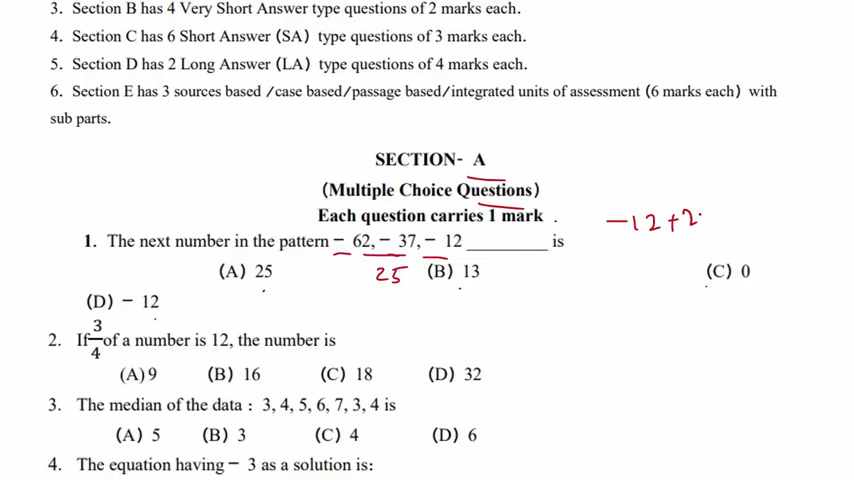 3. Section B has 4 Very Short Answer type questions of 2 marks each.
4. Section C has 6 Short Answer (SA) type questions of 3 marks each.
5. Section D has 2 Long Answer (LA) type questions of 4 marks each.
6. Section E has 3 sources based /case based/passage based/integrated units of assessment (6 marks each) with
sub parts.
SECTION- A
(Multiple Choice Questions)
Each question carries 1 mark
-12+2
1. The next number in the pattern - 62, - 37, - 12 ________ is
(A) 25 (B) 13 (C) 0
25
(D) - 12
2. If 3/4 of a number is 12, the number is
(A) 9 (B) 16 (C) 18 (D) 32
3. The median of the data : 3, 4, 5, 6, 7, 3, 4 is
(A) 5 (B) 3 (C) 4 (D) 6
4. The equation having - 3 as a solution is: